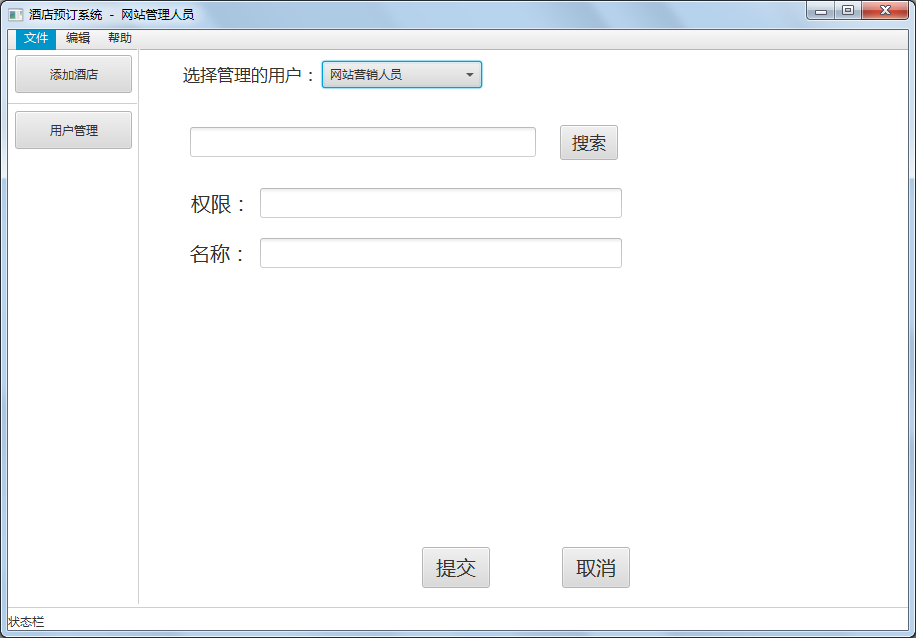 酒店预订系统 - 网站管理人员
文件 编辑 帮助
添加酒店
用户管理
选择管理的用户： 网站营销人员
搜索
权限：
名称：
提交 取消
状态栏